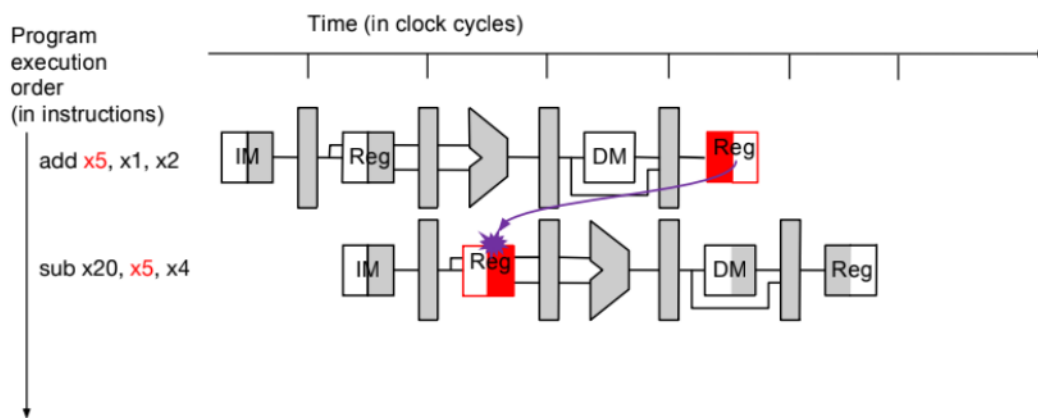 Time (in clock cycles)
Program
execution
order
(in instructions)
add x5, x1, x2
IM
Reg
DM
Reg
sub x20, x5, x4
IM
Reg
DM
Reg